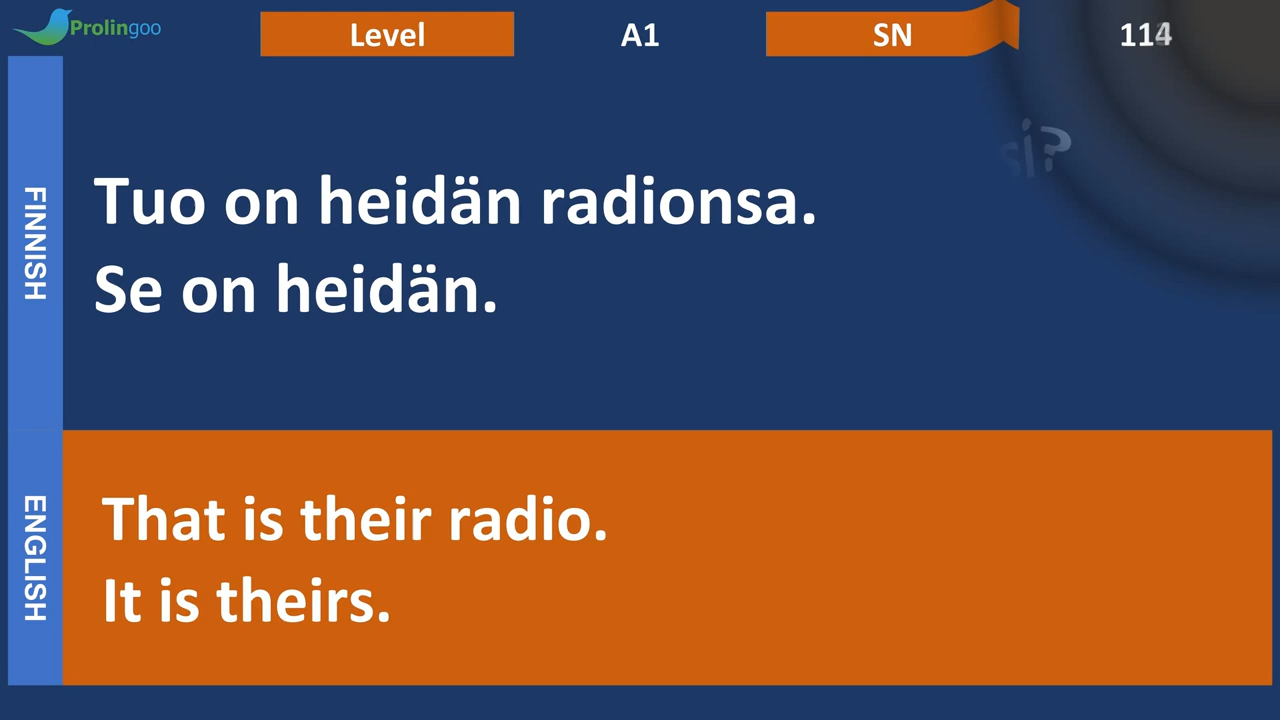 Prolingoo
Level
A1
SN
FINNISH
Tuo on heidän radionsa.
Se on heidän.
ENGLISH
That is their radio.
It is theirs.